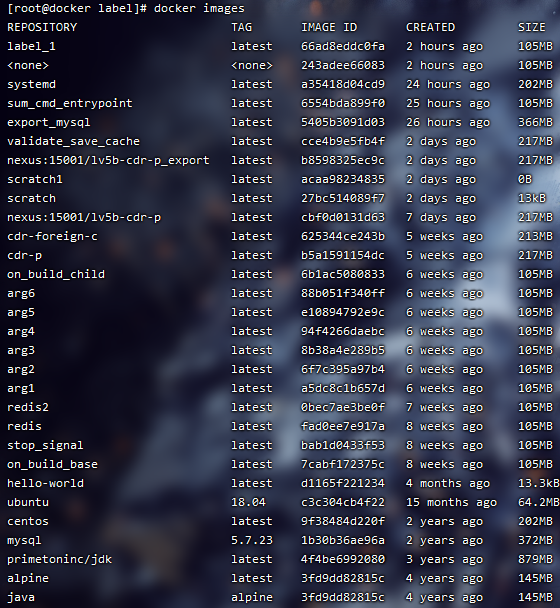 [root@docker label]# docker images
REPOSITORY TAG IMAGE ID CREATED SIZE
label_1 latest 66ad8eddc0fa 2 hours ago 105MB
<none> <none> 243adee66083 2 hours ago 105MB
systemd latest a35418d04cd9 24 hours ago 202MB
sum_cmd_entrypoint latest 6554bda899f0 25 hours ago 105MB
export_mysql latest 5405b3091d03 26 hours ago 366MB
validate_save_cache latest cce4b9e5fb4f 2 days ago 217MB
nexus:15001/lv5b-cdr-p_export latest b8598325ec9c 2 days ago 217MB
scratch1 latest acaa98234835 2 days ago 0B
scratch latest 27bc514089f7 2 days ago 13kB
nexus:15001/lv5b-cdr-p latest cbf0d0131d63 7 days ago 217MB
cdr-foreign-c latest 625344ce243b 5 weeks ago 213MB
cdr-p latest b5a1591154dc 5 weeks ago 217MB
on_build_child latest 6b1ac5080833 6 weeks ago 105MB
arg6 latest 88b051f340ff 6 weeks ago 105MB
arg5 latest e10894792e9c 6 weeks ago 105MB
arg4 latest 94f4266daebc 6 weeks ago 105MB
arg3 latest 8b38a4e289b5 6 weeks ago 105MB
arg2 latest 6f7c395a97b4 6 weeks ago 105MB
arg1 latest a5dc8c1b657d 6 weeks ago 105MB
redis2 latest 0bec7ae3be0f 7 weeks ago 105MB
redis latest fad0ee7e917a 8 weeks ago 105MB
stop_signal latest bab1d0433f53 8 weeks ago 105MB
on_build_base latest 7cabf172375c 8 weeks ago 105MB
hello-world latest d1165f221234 4 months ago 13.3kB
ubuntu 18.04 c3c304cb4f22 15 months ago 64.2MB
centos latest 9f38484d220f 2 years ago 202MB
mysql 5.7.23 1b30b36ae96a 2 years ago 372MB
primetoninc/jdk latest 4f4be6992080 3 years ago 879MB
alpine latest 3fd9dd82815c 4 years ago 145MB
java alpine 3fd9dd82815c 4 years ago 145MB